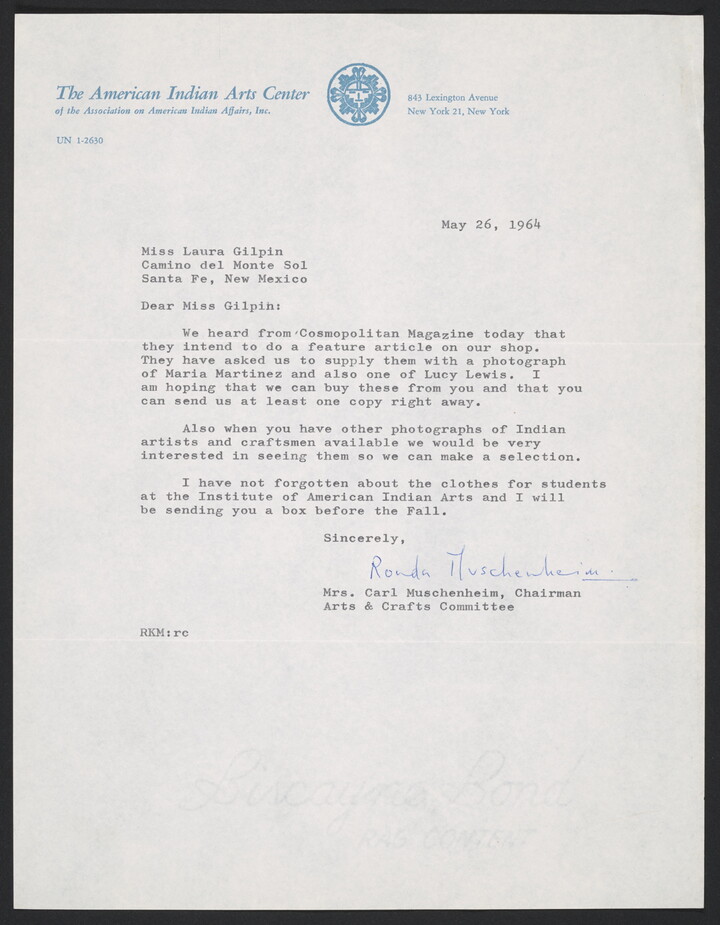 The American Indian Arts Center
of the Association on American Indian Affairs, Inc.
843 Lexington Avenue
New York 21, New York
UN 1-2630
May 26, 1964
Miss Laura Gilpin
Camino del Monte Sol
Santa Fe, New Mexico
Dear Miss Gilpin:
We heard from Cosmopolitan Magazine today that
they intend to do a feature article on our shop.
They have asked us to supply them with a photograph
of Maria Martinez and also one of Lucy Lewis. I
am hoping that we can buy these from you and that you
can send us at least one copy right away.
Also when you have other photographs of Indian
artists and craftsmen available we would be very
interested in seeing them so we can make a selection.
I have not forgotten about the clothes for students
at the Institute of American Indian Arts and I will
be sending you a box before the Fall.
Sincerely,
Ronda Muschenheim
Mrs. Carl Muschenheim, Chairman
Arts & Crafts Committee
RKM:rc
Biscayne Bond
RAG CONTENT